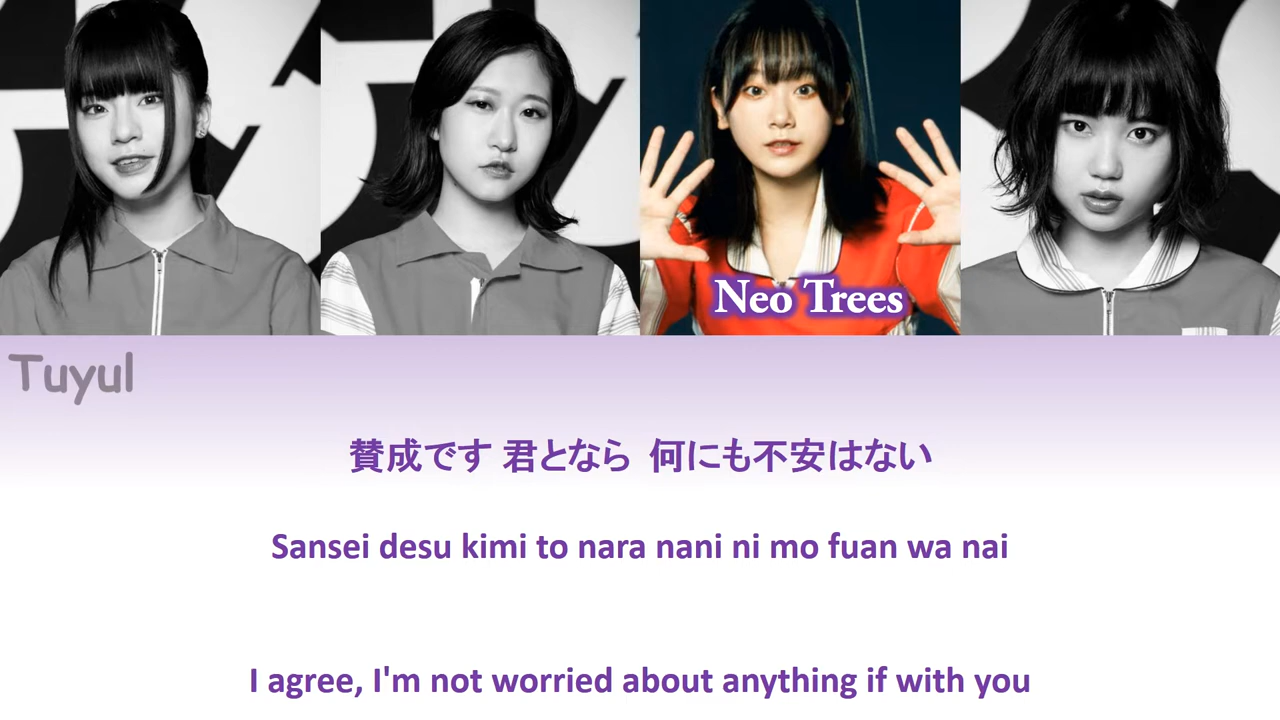 Neo Trees
Tuyul
賛成です 君となら 何にも不安はない
Sansei desu kimi to nara nani ni mo fuan wa nai
I agree, I'm not worried about anything if with you